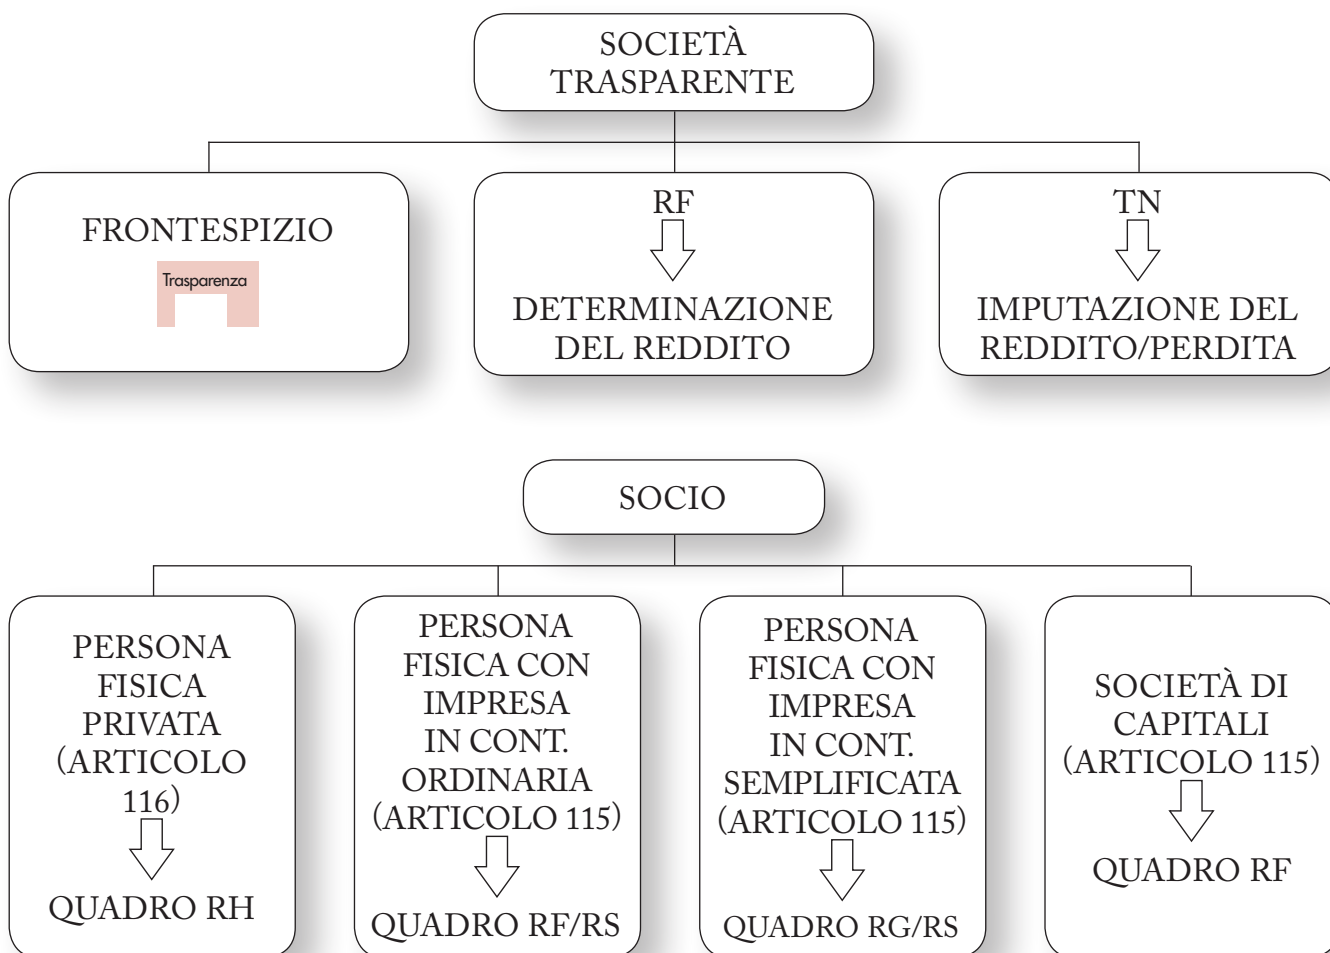 SOCIETÀ
TRASPARENTE
FRONTESPIZIO
Trasparenza
RF
DETERMINAZIONE
DEL REDDITO
TN
IMPUTAZIONE DEL
REDDITO/PERDITA
SOCIO
PERSONA
FISICA
PRIVATA
(ARTICOLO
116)
QUADRO RH
PERSONA
FISICA CON
IMPRESA
IN CONT.
ORDINARIA
(ARTICOLO 115)
QUADRO RF/RS
PERSONA
FISICA CON
IMPRESA
IN CONT.
SEMPLIFICATA
(ARTICOLO 115)
QUADRO RG/RS
SOCIETÀ DI
CAPITALI
(ARTICOLO 115)
QUADRO RF